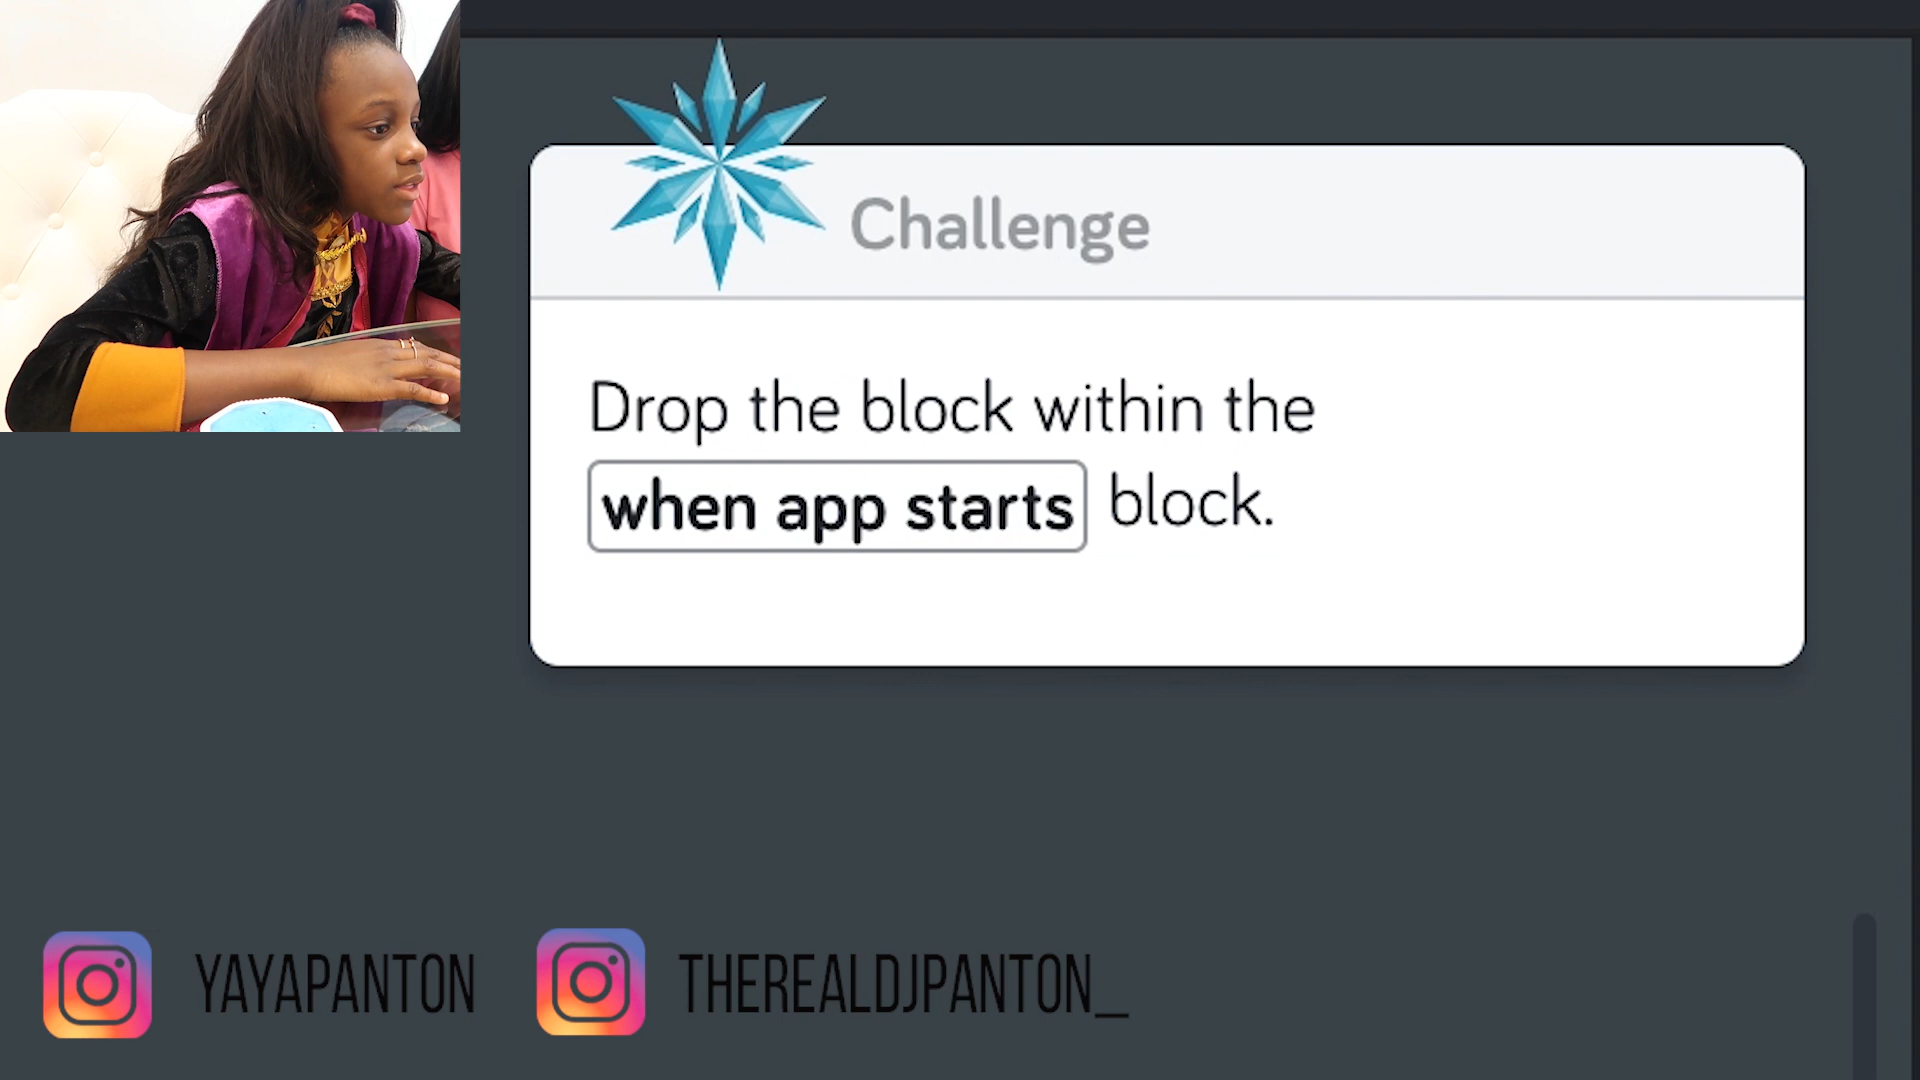 Challenge
Drop the block within the
when app starts block.
YAYAPANTON THEREALDJPANTON_